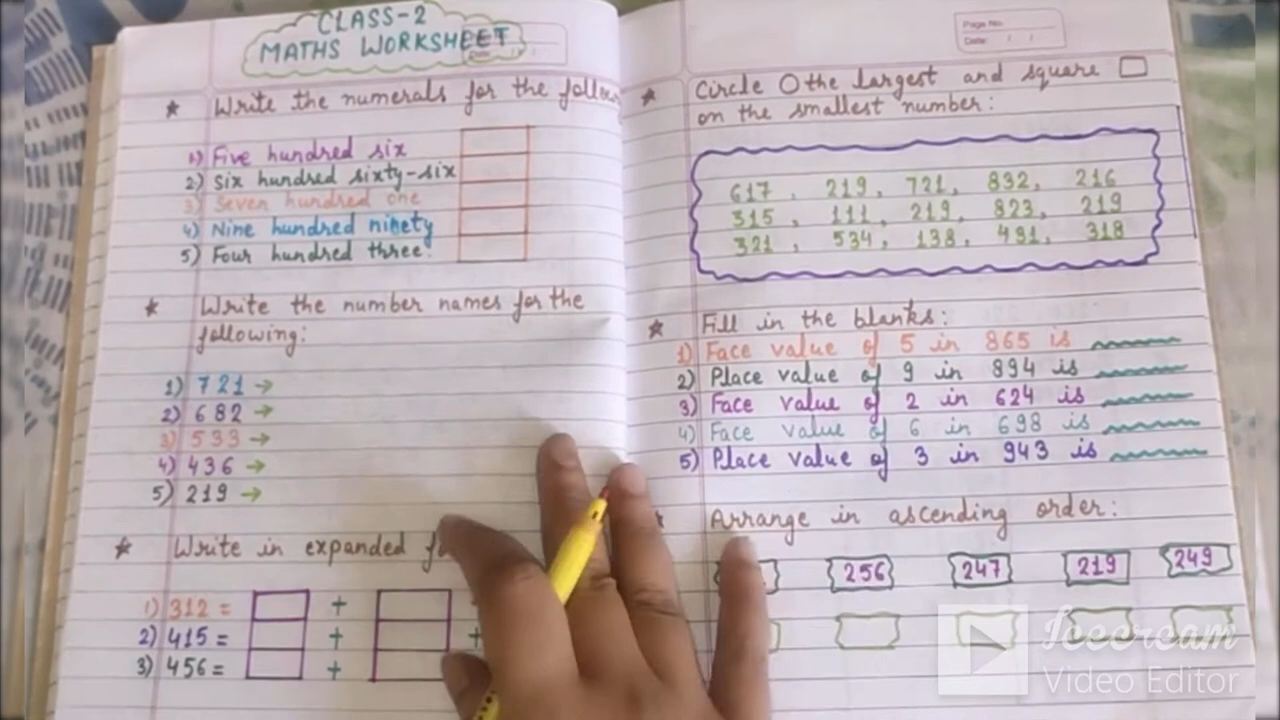 CLASS-2
MATHS WORKSHEET
Date: / /
★ Write the numerals for the
1) Five hundred six
2) Six hundred sixty-six
3) Seven hundred one
4) Nine hundred ninety
5) Four hundred three.
★ Write the number names for the
following:
1) 721 →
2) 682 →
3) 533 →
4) 436 →
5) 219 →
★ Write in expanded
1) 312 = +
2) 415 = + +
3) 456 = +
Page No.
Date: / /
★ Circle O the largest and square □
on the smallest number:
617, 219, 721, 832, 216
315, 111, 219, 823, 219
321, 534, 138, 491, 318
★ Fill in the blanks:
1) Face value of 5 in 865 is
2) Place value of 9 in 894 is
3) Face value of 2 in 624 is
4) Face value of 6 in 698 is
5) Place value of 3 in 943 is
Arrange in ascending order:
256 247 219 249
Icecream
Video Editor